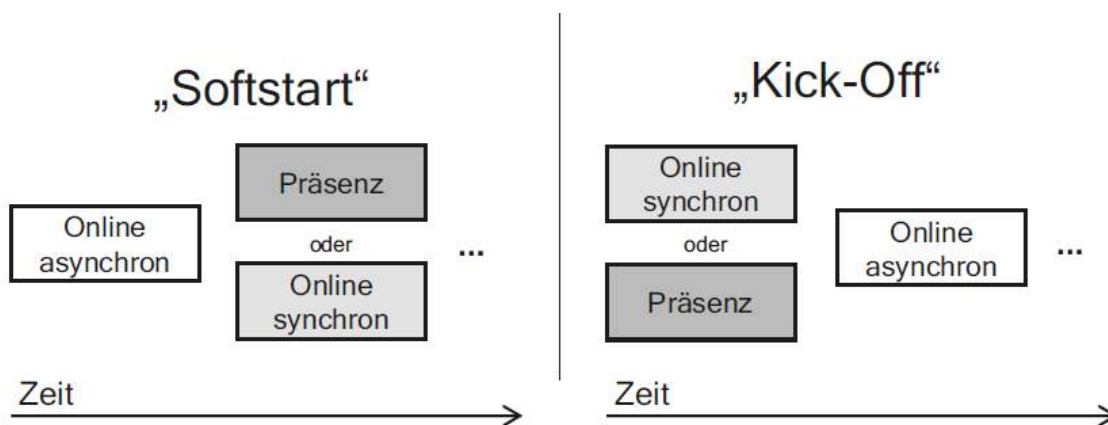 „Softstart“
Online
asynchron
Präsenz
oder
Online
synchron
...
Zeit
„Kick-Off“
Online
synchron
oder
Präsenz
Online
asynchron
...
Zeit